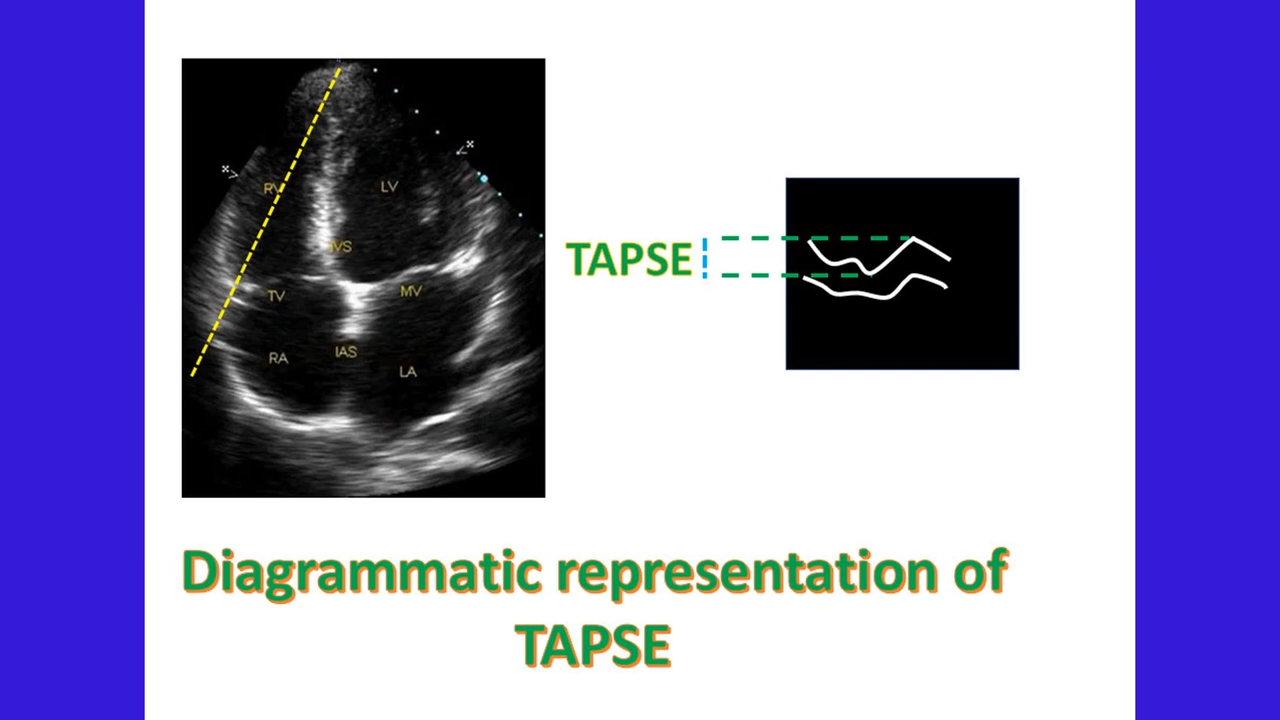 RV
LV
IVS
TV
MV
RA
IAS
LA
TAPSE
Diagrammatic representation of
TAPSE